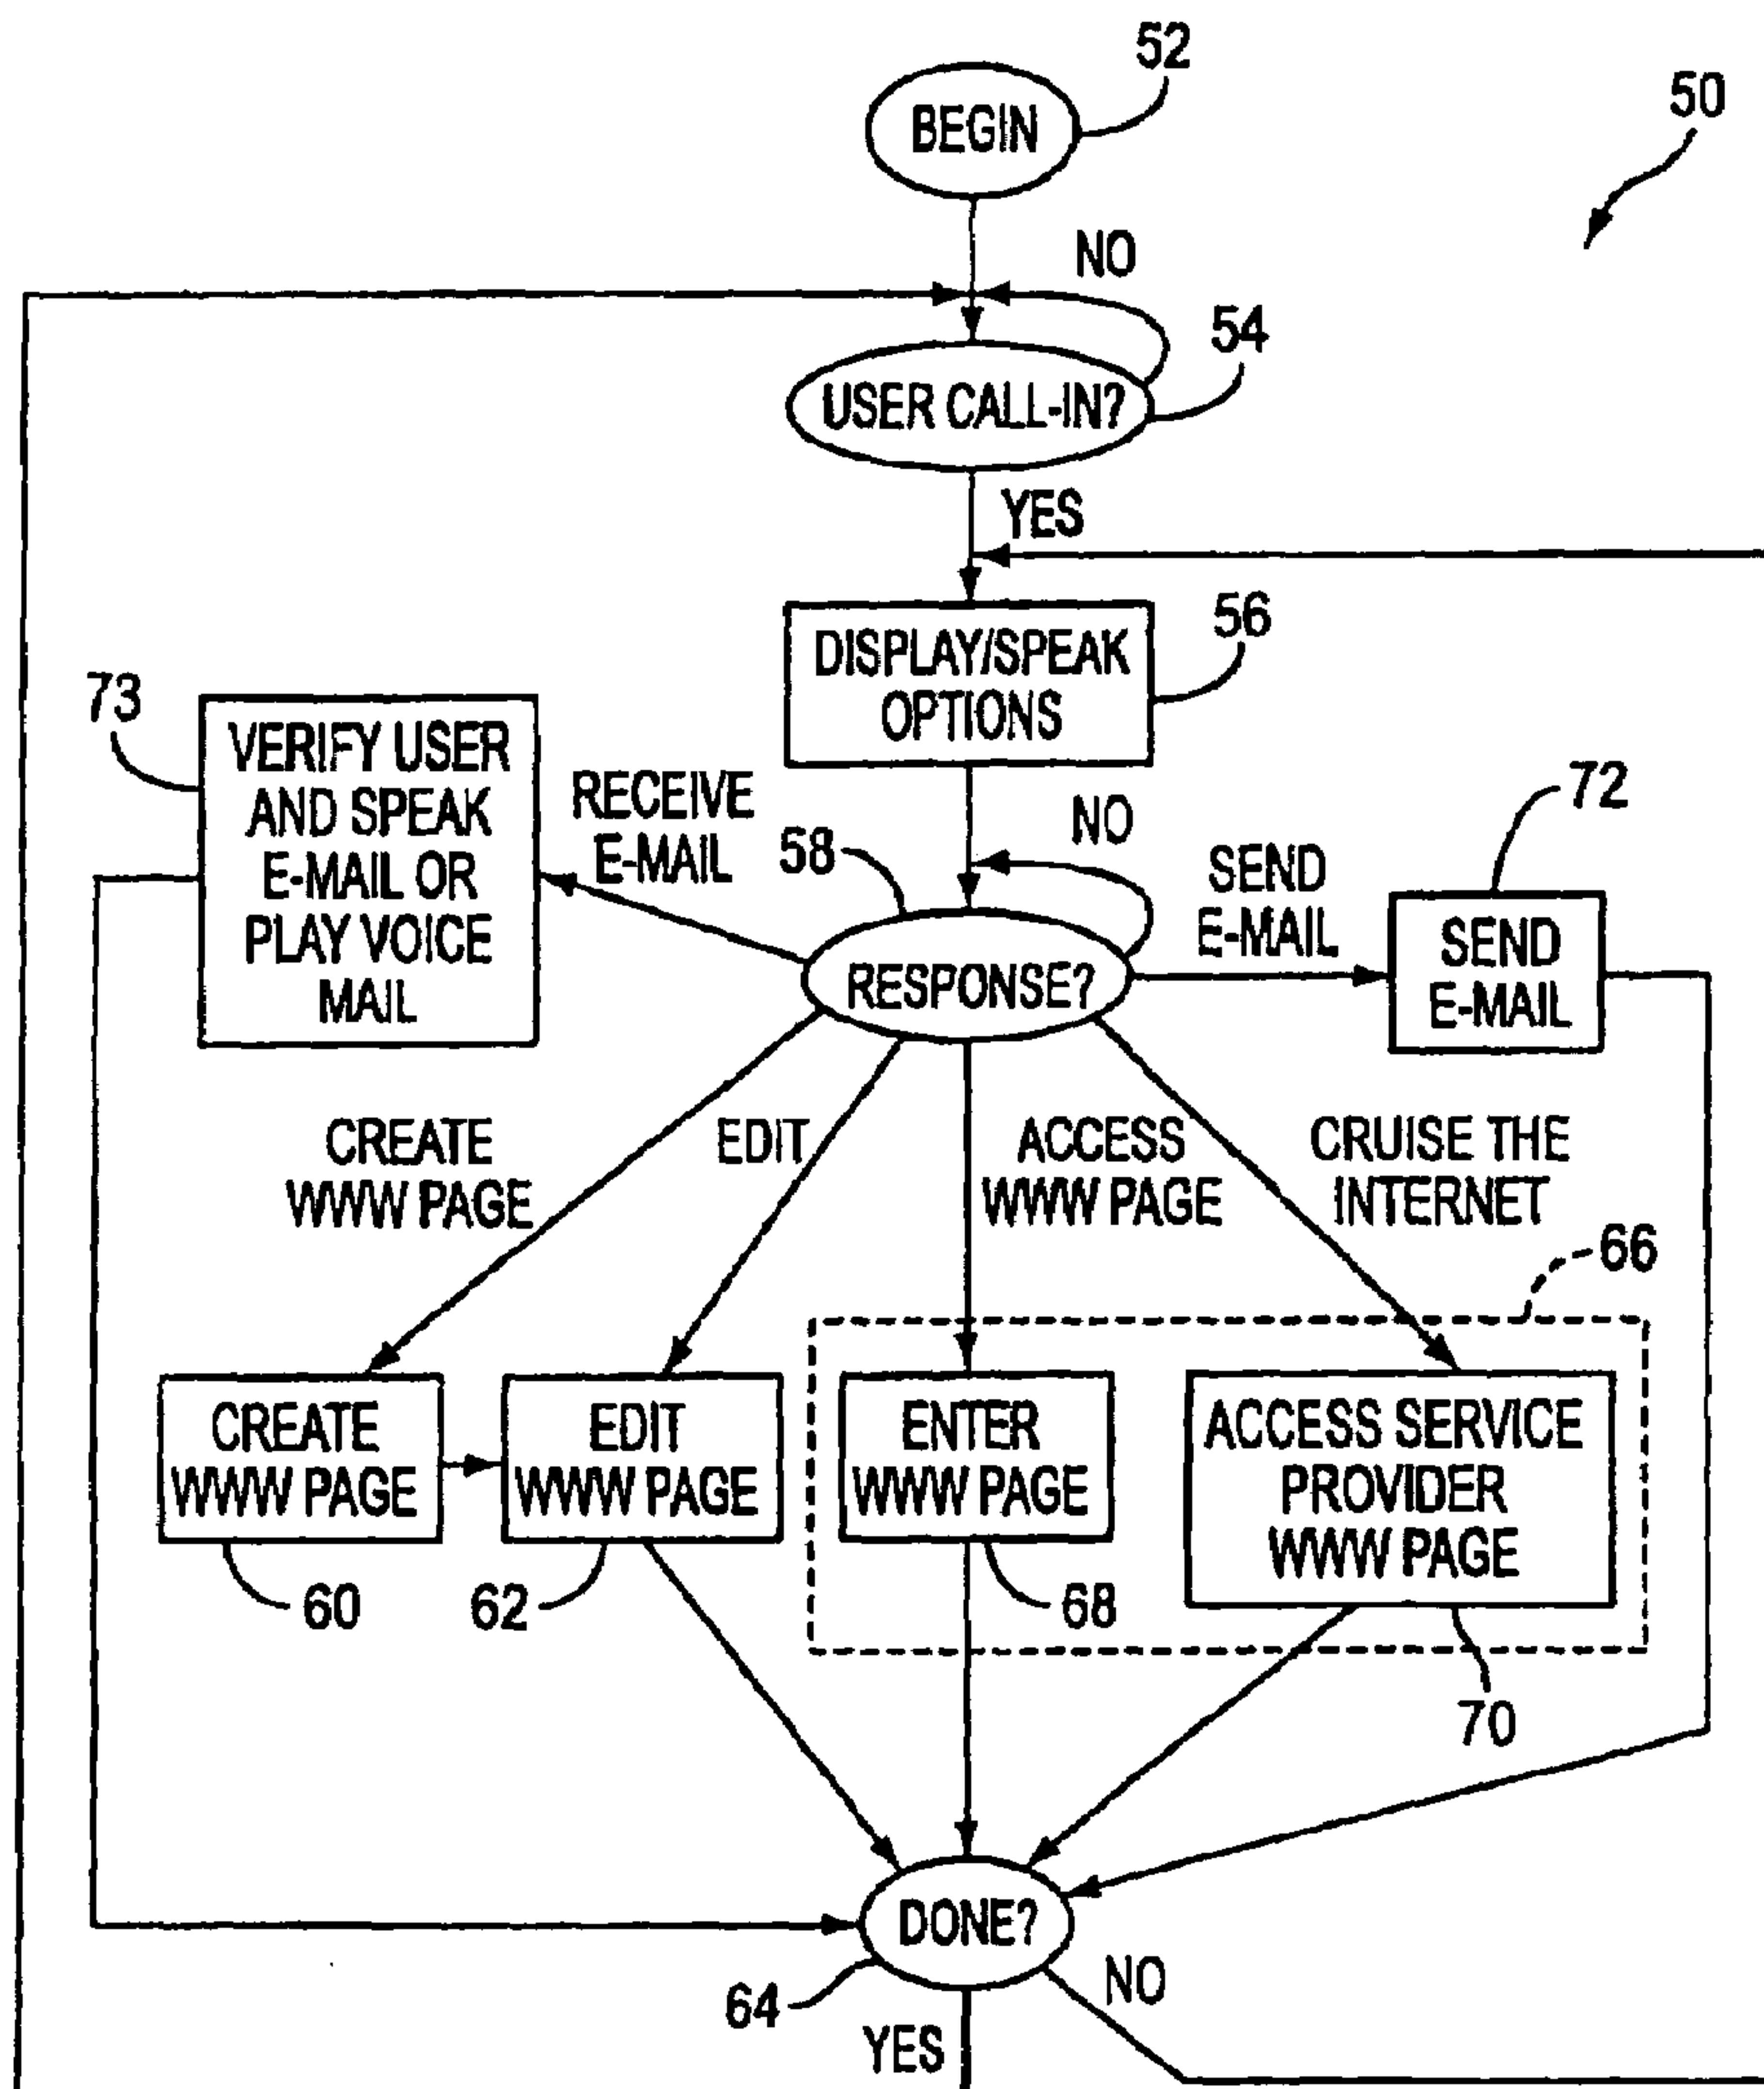 52
BEGIN
50
NO
54
USER CALL-IN?
YES
56
DISPLAY/SPEAK
OPTIONS
73
VERIFY USER
AND SPEAK
E-MAIL OR
PLAY VOICE
MAIL
RECEIVE
E-MAIL
58
NO
SEND
E-MAIL
72
SEND
E-MAIL
RESPONSE?
CREATE
WWW PAGE
EDIT
ACCESS
WWW PAGE
CRUISE THE
INTERNET
66
CREATE
WWW PAGE
EDIT
WWW PAGE
ENTER
WWW PAGE
ACCESS SERVICE
PROVIDER
WWW PAGE
60
62
68
70
DONE?
64
NO
YES